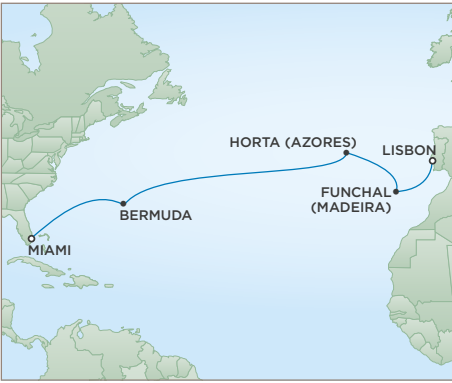 HORTA (AZORES)
LISBON
FUNCHAL
(MADEIRA)
BERMUDA
MIAMI